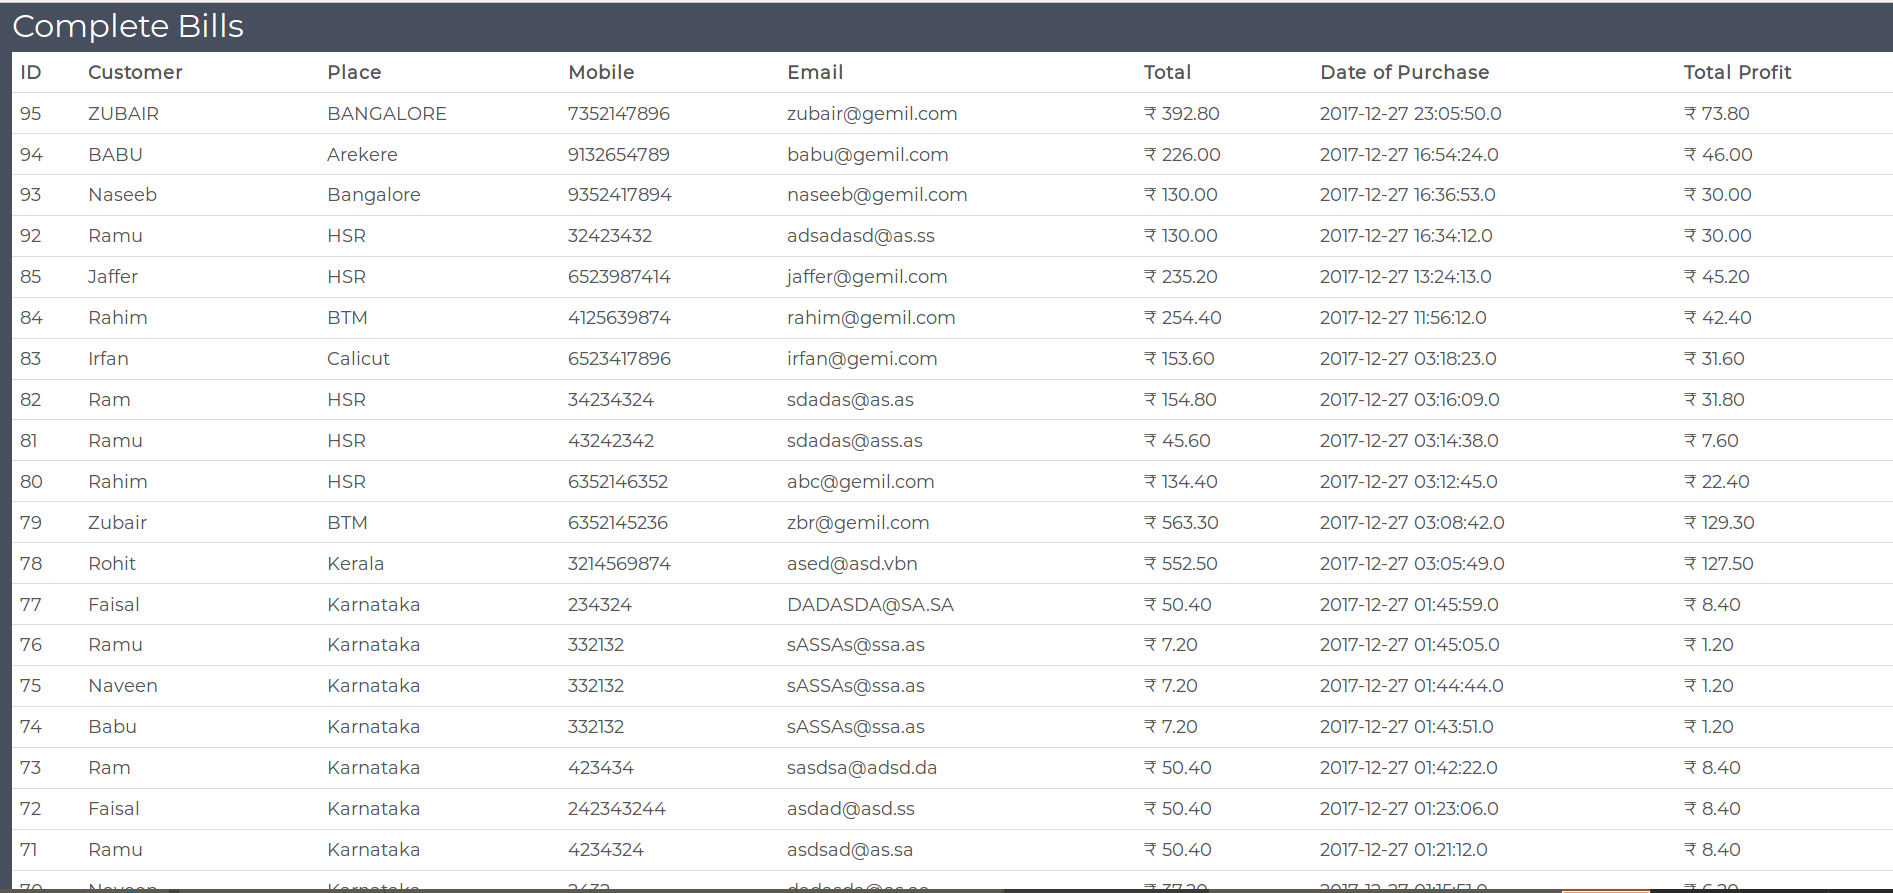 Complete Bills
ID Customer Place Mobile Email Total Date of Purchase Total Profit
95 ZUBAIR BANGALORE 7352147896 zubair@gemil.com ₹ 392.80 2017-12-27 23:05:50.0 ₹ 73.80
94 BABU Arekere 9132654789 babu@gemil.com ₹ 226.00 2017-12-27 16:54:24.0 ₹ 46.00
93 Naseeb Bangalore 9352417894 naseeb@gemil.com ₹ 130.00 2017-12-27 16:36:53.0 ₹ 30.00
92 Ramu HSR 32423432 adsadasd@as.ss ₹ 130.00 2017-12-27 16:34:12.0 ₹ 30.00
85 Jaffer HSR 6523987414 jaffer@gemil.com ₹ 235.20 2017-12-27 13:24:13.0 ₹ 45.20
84 Rahim BTM 4125639874 rahim@gemil.com ₹ 254.40 2017-12-27 11:56:12.0 ₹ 42.40
83 Irfan Calicut 6523417896 irfan@gemi.com ₹ 153.60 2017-12-27 03:18:23.0 ₹ 31.60
82 Ram HSR 34234324 sdadas@as.as ₹ 154.80 2017-12-27 03:16:09.0 ₹ 31.80
81 Ramu HSR 43242342 sdadas@ass.as ₹ 45.60 2017-12-27 03:14:38.0 ₹ 7.60
80 Rahim HSR 6352146352 abc@gemil.com ₹ 134.40 2017-12-27 03:12:45.0 ₹ 22.40
79 Zubair BTM 6352145236 zbr@gemil.com ₹ 563.30 2017-12-27 03:08:42.0 ₹ 129.30
78 Rohit Kerala 3214569874 ased@asd.vbn ₹ 552.50 2017-12-27 03:05:49.0 ₹ 127.50
77 Faisal Karnataka 234324 DADASDA@SA.SA ₹ 50.40 2017-12-27 01:45:59.0 ₹ 8.40
76 Ramu Karnataka 332132 sASSAs@ssa.as ₹ 7.20 2017-12-27 01:45:05.0 ₹ 1.20
75 Naveen Karnataka 332132 sASSAs@ssa.as ₹ 7.20 2017-12-27 01:44:44.0 ₹ 1.20
74 Babu Karnataka 332132 sASSAs@ssa.as ₹ 7.20 2017-12-27 01:43:51.0 ₹ 1.20
73 Ram Karnataka 423434 sasdsa@adsd.da ₹ 50.40 2017-12-27 01:42:22.0 ₹ 8.40
72 Faisal Karnataka 242343244 asdad@asd.ss ₹ 50.40 2017-12-27 01:23:06.0 ₹ 8.40
71 Ramu Karnataka 4234324 asdsad@as.sa ₹ 50.40 2017-12-27 01:21:12.0 ₹ 8.40
70 Naveen Karnataka